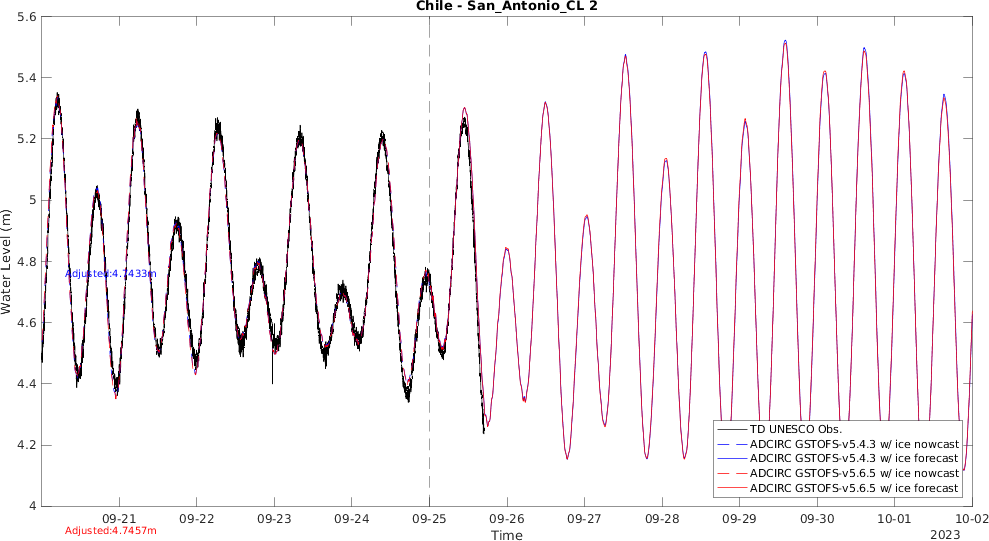 Chile - San_Antonio_CL 2
Water Level (m)
5.6
5.4
5.2
5
4.8
4.6
4.4
4.2
4
Adjusted:4.7433m
Adjusted:4.7457m
TD UNESCO Obs.
ADCIRC GSTOFS-v5.4.3 w/ ice nowcast
ADCIRC GSTOFS-v5.4.3 w/ ice forecast
ADCIRC GSTOFS-v5.6.5 w/ ice nowcast
ADCIRC GSTOFS-v5.6.5 w/ ice forecast
09-21 09-22 09-23 09-24 09-25 09-26 09-27 09-28 09-29 09-30 10-01 10-02
Time
2023